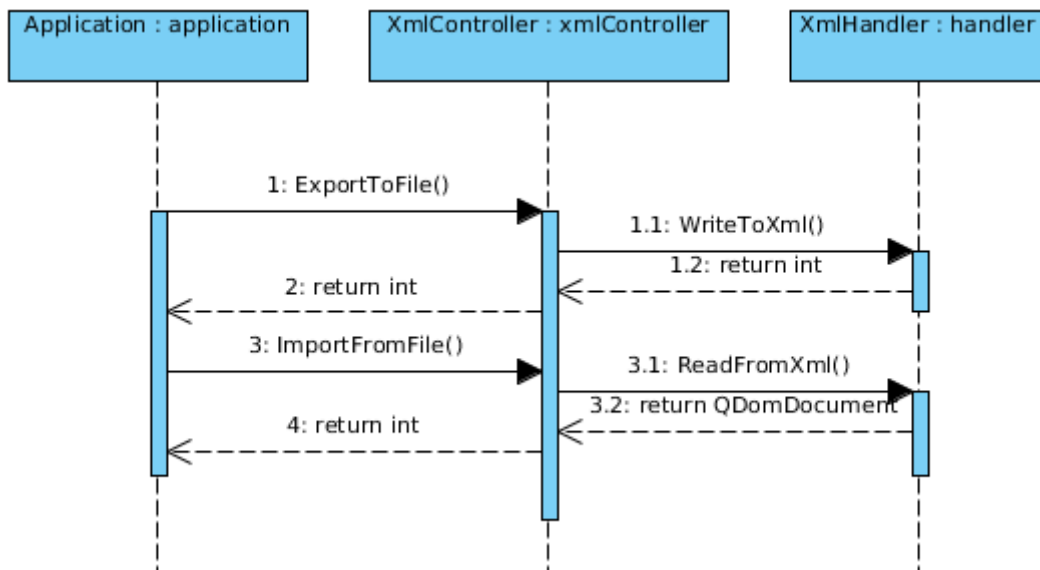 Application : application
XmlController : xmlController
XmlHandler : handler
1: ExportToFile()
1.1: WriteToXml()
1.2: return int
2: return int
3: ImportFromFile()
3.1: ReadFromXml()
3.2: return QDomDocument
4: return int